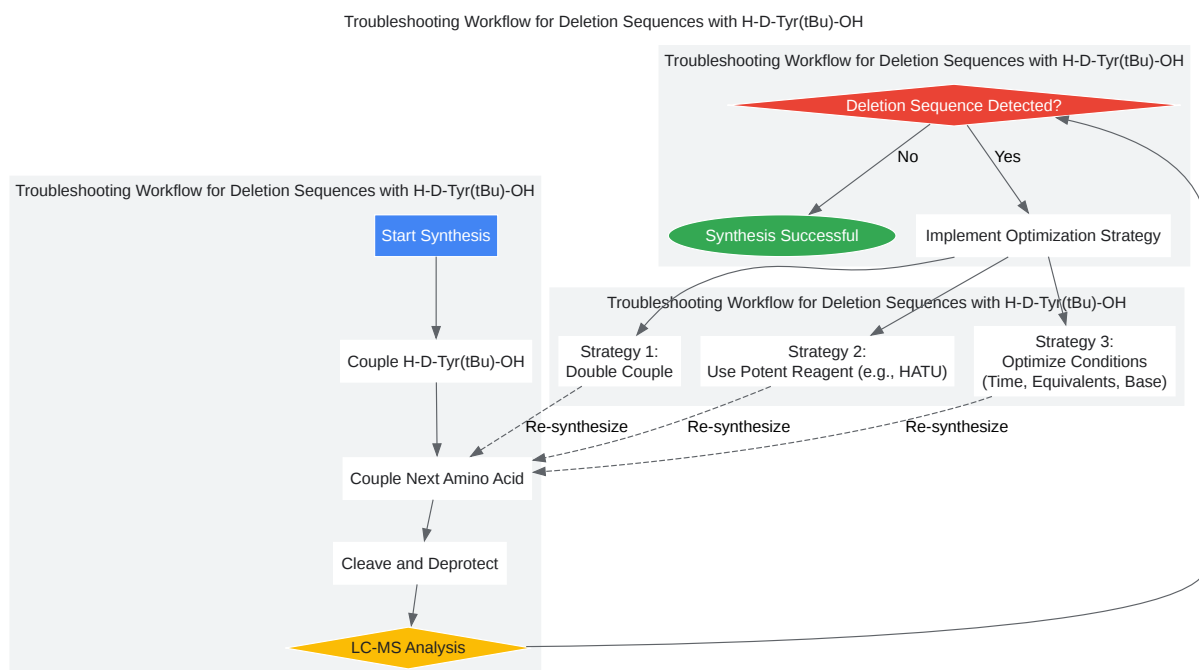 Troubleshooting Workflow for Deletion Sequences with H-D-Tyr(tBu)-OH
Troubleshooting Workflow for Deletion Sequences with H-D-Tyr(tBu)-OH
Deletion Sequence Detected?
No
Yes
Synthesis Successful
Implement Optimization Strategy
Troubleshooting Workflow for Deletion Sequences with H-D-Tyr(tBu)-OH
Start Synthesis
Couple H-D-Tyr(tBu)-OH
Troubleshooting Workflow for Deletion Sequences with H-D-Tyr(tBu)-OH
Strategy 1:
Double Couple
Strategy 2:
Use Potent Reagent (e.g., HATU)
Strategy 3:
Optimize Conditions
(Time, Equivalents, Base)
Re-synthesize
Re-synthesize
Re-synthesize
Couple Next Amino Acid
Cleave and Deprotect
LC-MS Analysis